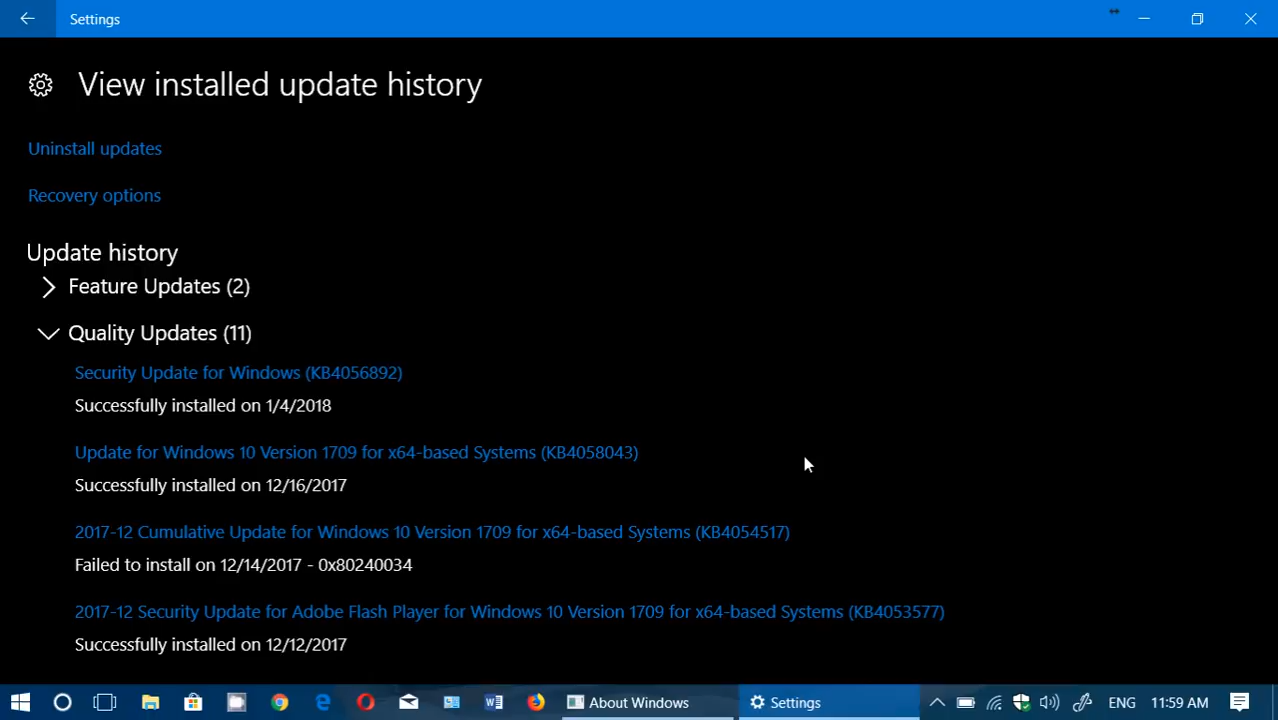 Settings
View installed update history
Uninstall updates
Recovery options
Update history
Feature Updates (2)
Quality Updates (11)
Security Update for Windows (KB4056892)
Successfully installed on 1/4/2018
Update for Windows 10 Version 1709 for x64-based Systems (KB4058043)
Successfully installed on 12/16/2017
2017-12 Cumulative Update for Windows 10 Version 1709 for x64-based Systems (KB4054517)
Failed to install on 12/14/2017 - 0x80240034
2017-12 Security Update for Adobe Flash Player for Windows 10 Version 1709 for x64-based Systems (KB4053577)
Successfully installed on 12/12/2017
About Windows Settings ENG 11:59 AM